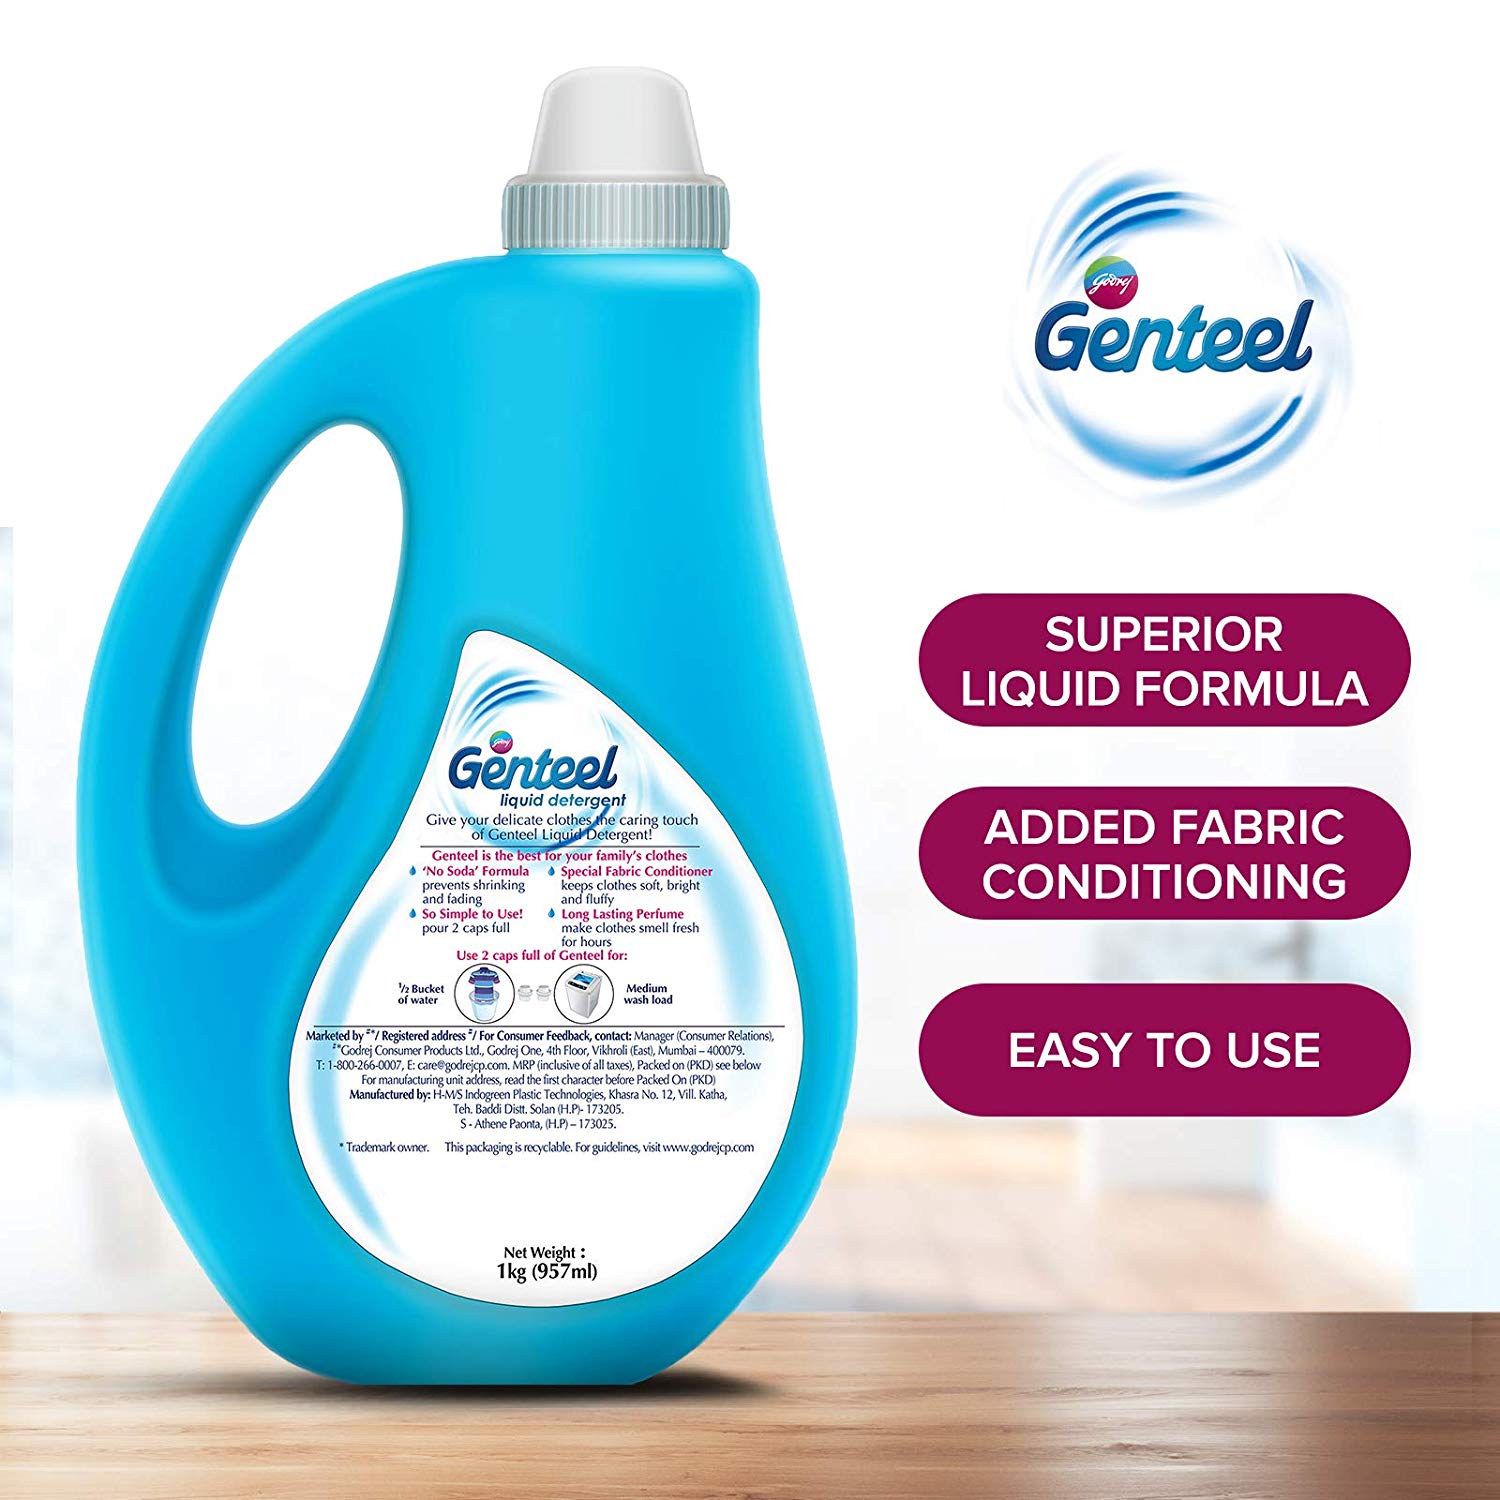 Godrej
Genteel
SUPERIOR
LIQUID FORMULA
ADDED FABRIC
CONDITIONING
EASY TO USE
Godrej
Genteel
liquid detergent
Give your delicate clothes the caring touch
of Genteel Liquid Detergent!
Genteel is the best for your family's clothes
'No Soda' Formula
prevents shrinking
and fading
So Simple to Use!
pour 2 caps full
Special Fabric Conditioner
keeps clothes soft, bright
and fluffy
Long Lasting Perfume
make clothes smell fresh
for hours
Use 2 caps full of Genteel for:
1/2 Bucket
of water
Medium
wash load
Marketed by #*/ Registered address #/ For Consumer Feedback, contact: Manager (Consumer Relations),
#*Godrej Consumer Products Ltd., Godrej One, 4th Floor, Vikhroli (East), Mumbai – 400079.
T: 1-800-266-0007, E: care@godrejcp.com. MRP (inclusive of all taxes), Packed on (PKD) see below
For manufacturing unit address, read the first character before Packed On (PKD)
Manufactured by: H-M/S Indogreen Plastic Technologies, Khasra No. 12, Vill. Katha,
Teh. Baddi Distt. Solan (H.P)- 173205.
S - Athene Paonta, (H.P) – 173025.
* Trademark owner. This packaging is recyclable. For guidelines, visit www.godrejcp.com
Net Weight :
1kg (957ml)